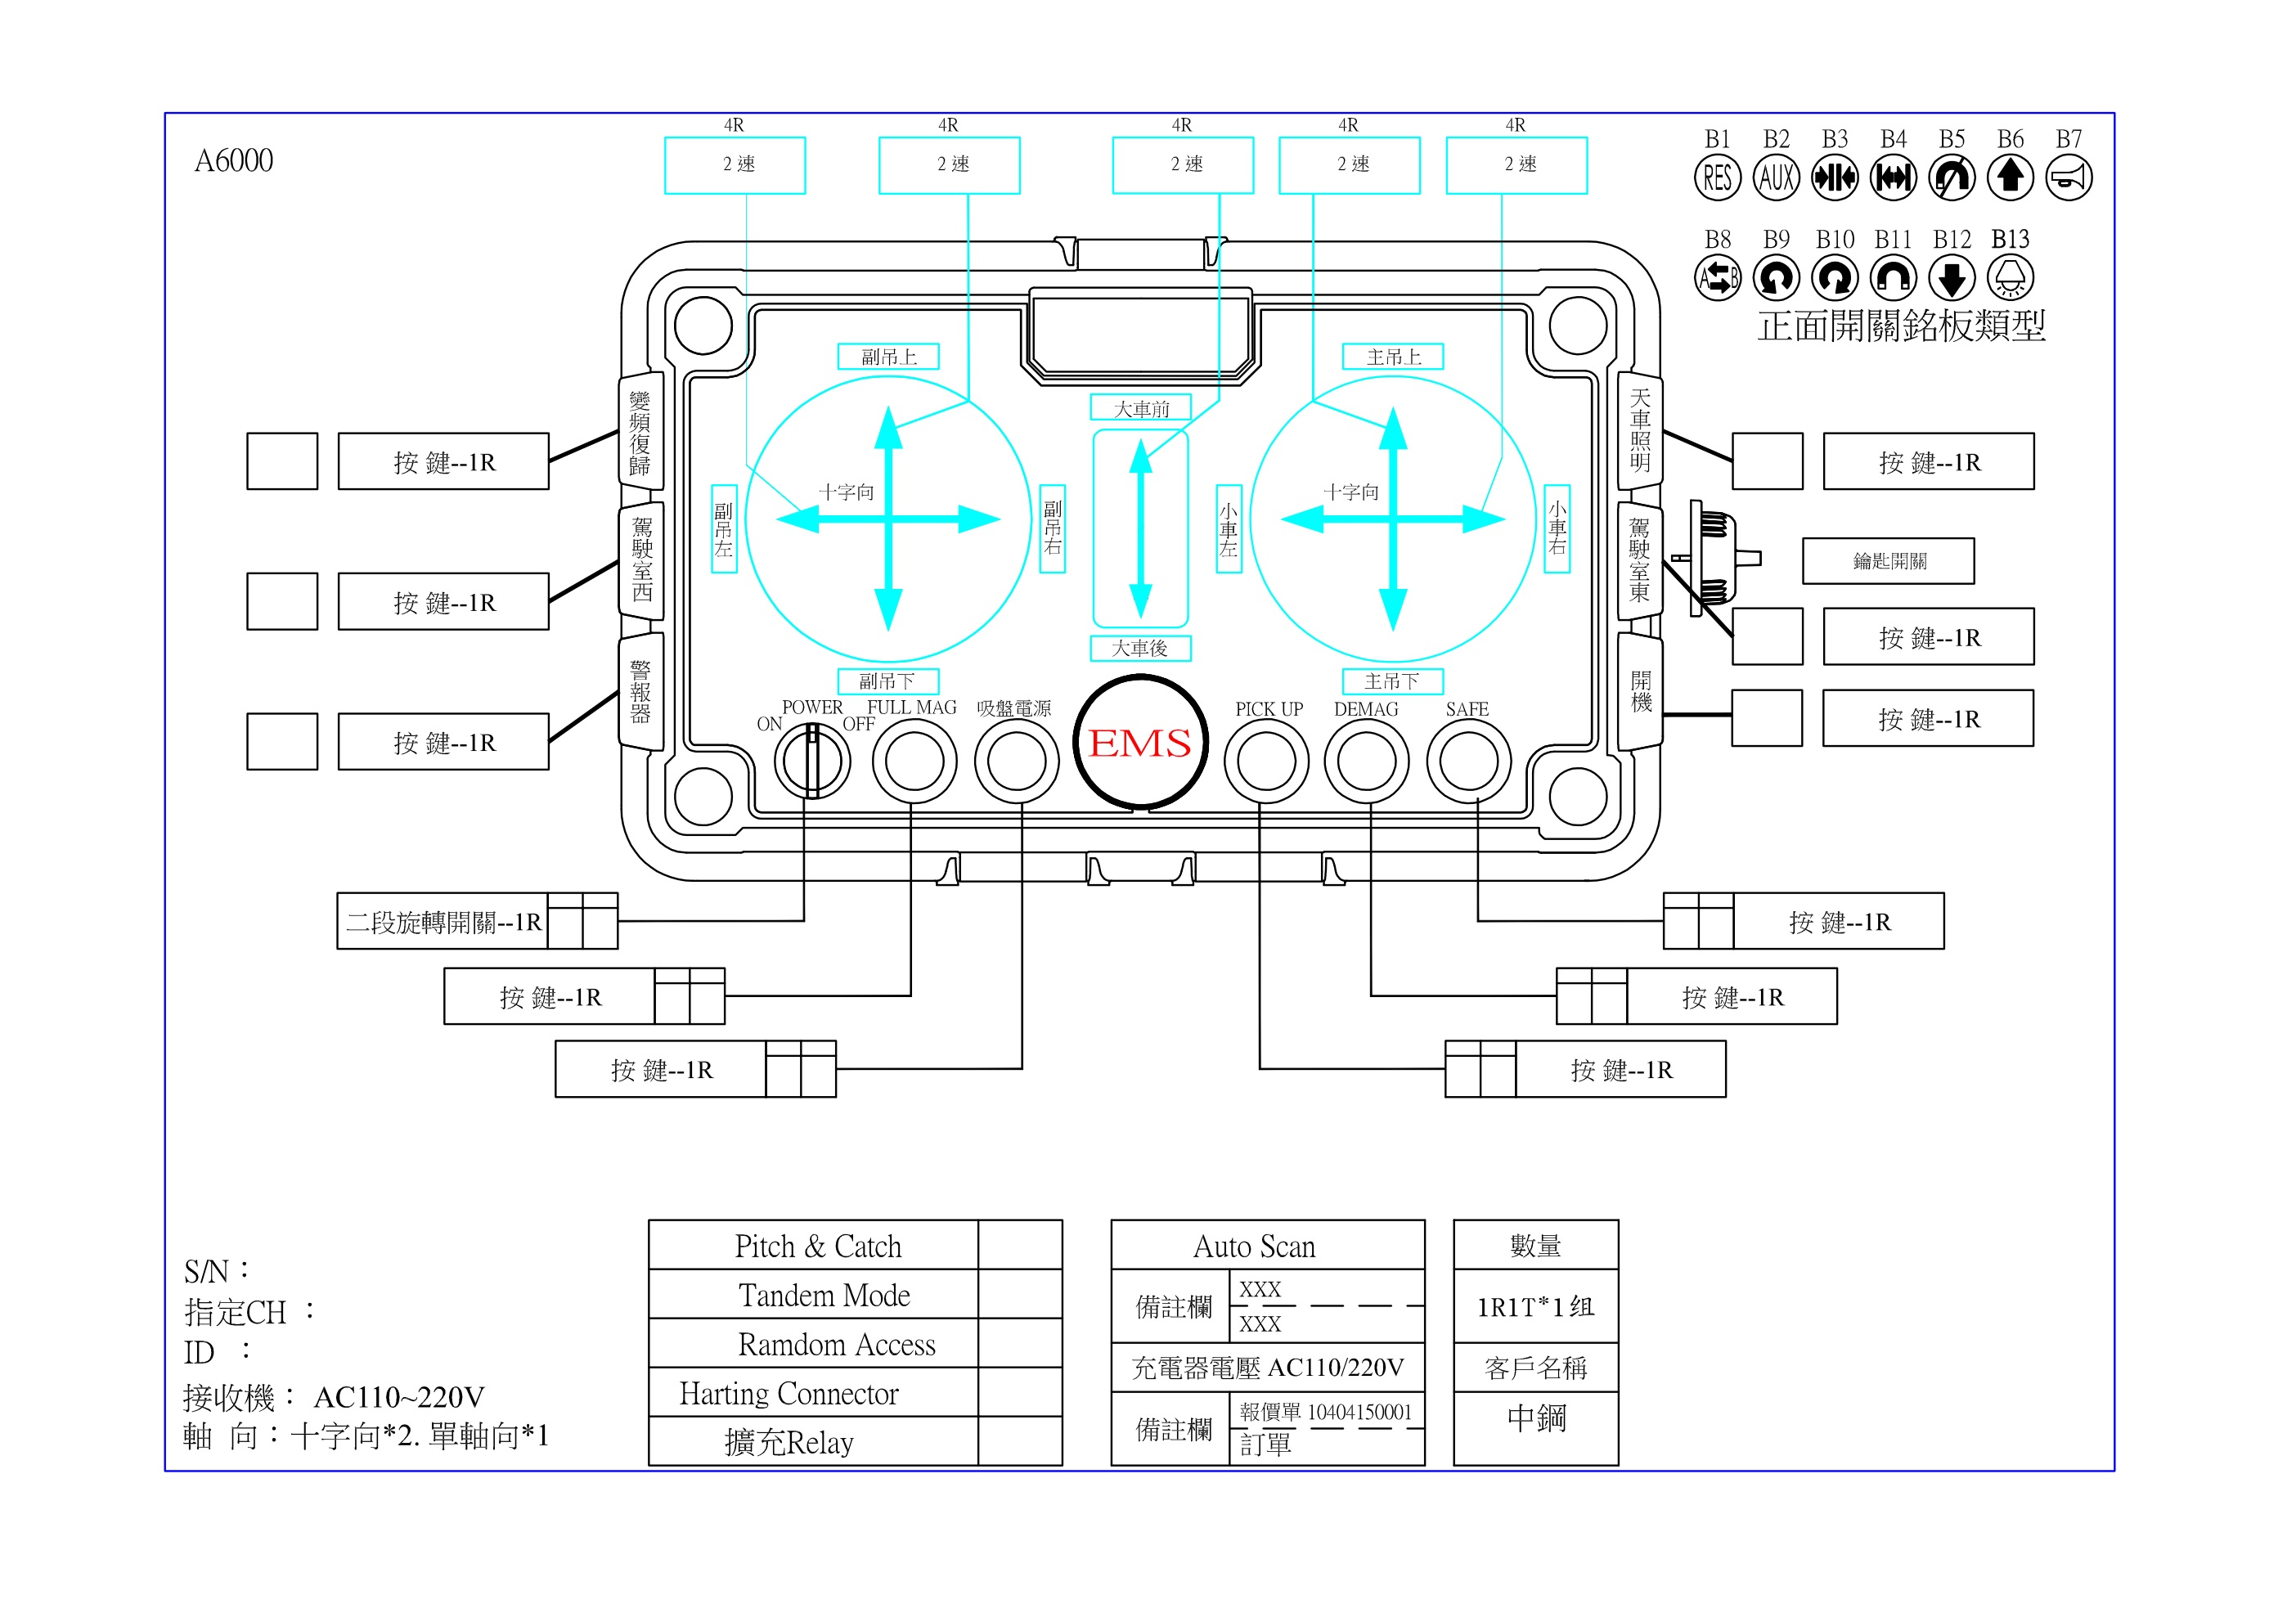 A6000
4R
4R
4R
4R
4R
2 速
2 速
2 速
2 速
2 速
B1 B2 B3 B4 B5 B6 B7
RES AUX
B8 B9 B10 B11 B12 B13
A B
正面開關銘板類型
副吊上
主吊上
大車前
變頻復歸
天車照明
按 鍵--1R
按 鍵--1R
十字向
十字向
副吊左
副吊右
小車左
小車右
駕駛室西
駕駛室東
鑰匙開關
按 鍵--1R
按 鍵--1R
大車後
副吊下
主吊下
警報器
開機
按 鍵--1R
按 鍵--1R
POWER
ON
OFF
FULL MAG
吸盤電源
EMS
PICK UP
DEMAG
SAFE
二段旋轉開關--1R
按 鍵--1R
按 鍵--1R
按 鍵--1R
按 鍵--1R
按 鍵--1R
S/N：
指定CH ：
ID ：
接收機： AC110~220V
軸 向：十字向*2. 單軸向*1
Pitch & Catch
Tandem Mode
Ramdom Access
Harting Connector
擴充Relay
Auto Scan
備註欄
XXX
XXX
充電器電壓 AC110/220V
備註欄
報價單 10404150001
訂單
數量
1R1T*1组
客戶名稱
中鋼